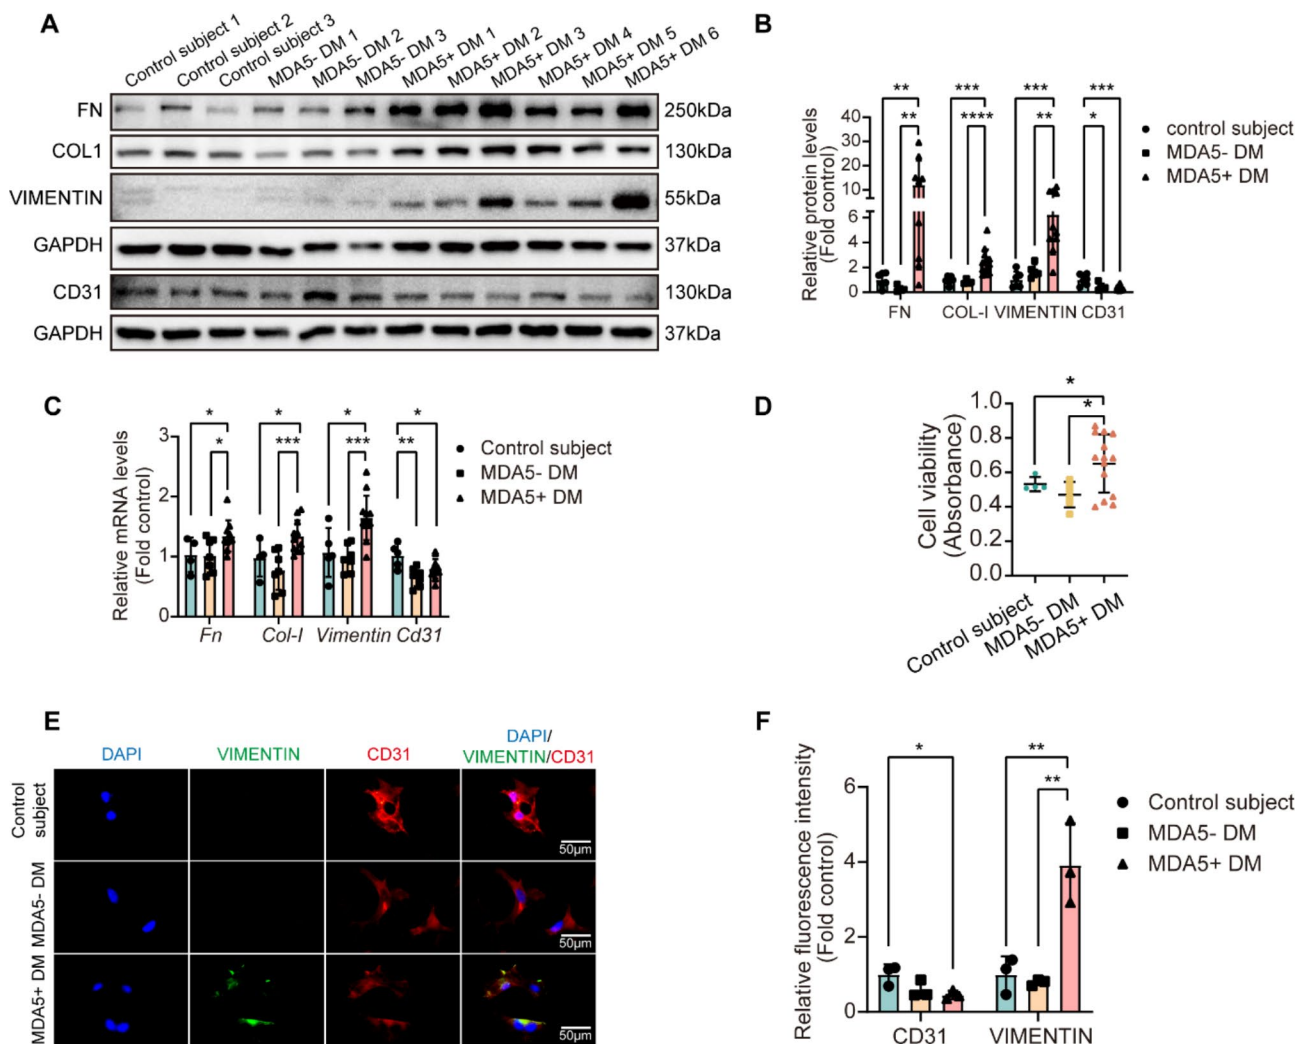 A
Control subject 1
Control subject 2
Control subject 3
MDA5- DM 1
MDA5- DM 2
MDA5- DM 3
MDA5+ DM 1
MDA5+ DM 2
MDA5+ DM 3
MDA5+ DM 4
MDA5+ DM 5
MDA5+ DM 6
FN 250kDa
COL1 130kDa
VIMENTIN 55kDa
GAPDH 37kDa
CD31 130kDa
GAPDH 37kDa
B
Relative protein levels
(Fold control)
40
30
20
10
6
4
2
0
** *** *** ***
** **** ** *
FN COL-I VIMENTIN CD31
control subject
MDA5- DM
MDA5+ DM
C
Relative mRNA levels
(Fold control)
3
2
1
0
* * * *
* *** *** **
Fn Col-I Vimentin Cd31
Control subject
MDA5- DM
MDA5+ DM
D
Cell viability
(Absorbance)
1.0
0.8
0.6
0.4
0.2
0.0
*
*
Control subject
MDA5- DM
MDA5+ DM
E
DAPI VIMENTIN CD31 DAPI/
VIMENTIN/CD31
Control
subject
50μm
MDA5- DM
50μm
MDA5+ DM
50μm
F
Relative fluorescence intensity
(Fold control)
6
4
2
0
* **
**
CD31 VIMENTIN
Control subject
MDA5- DM
MDA5+ DM